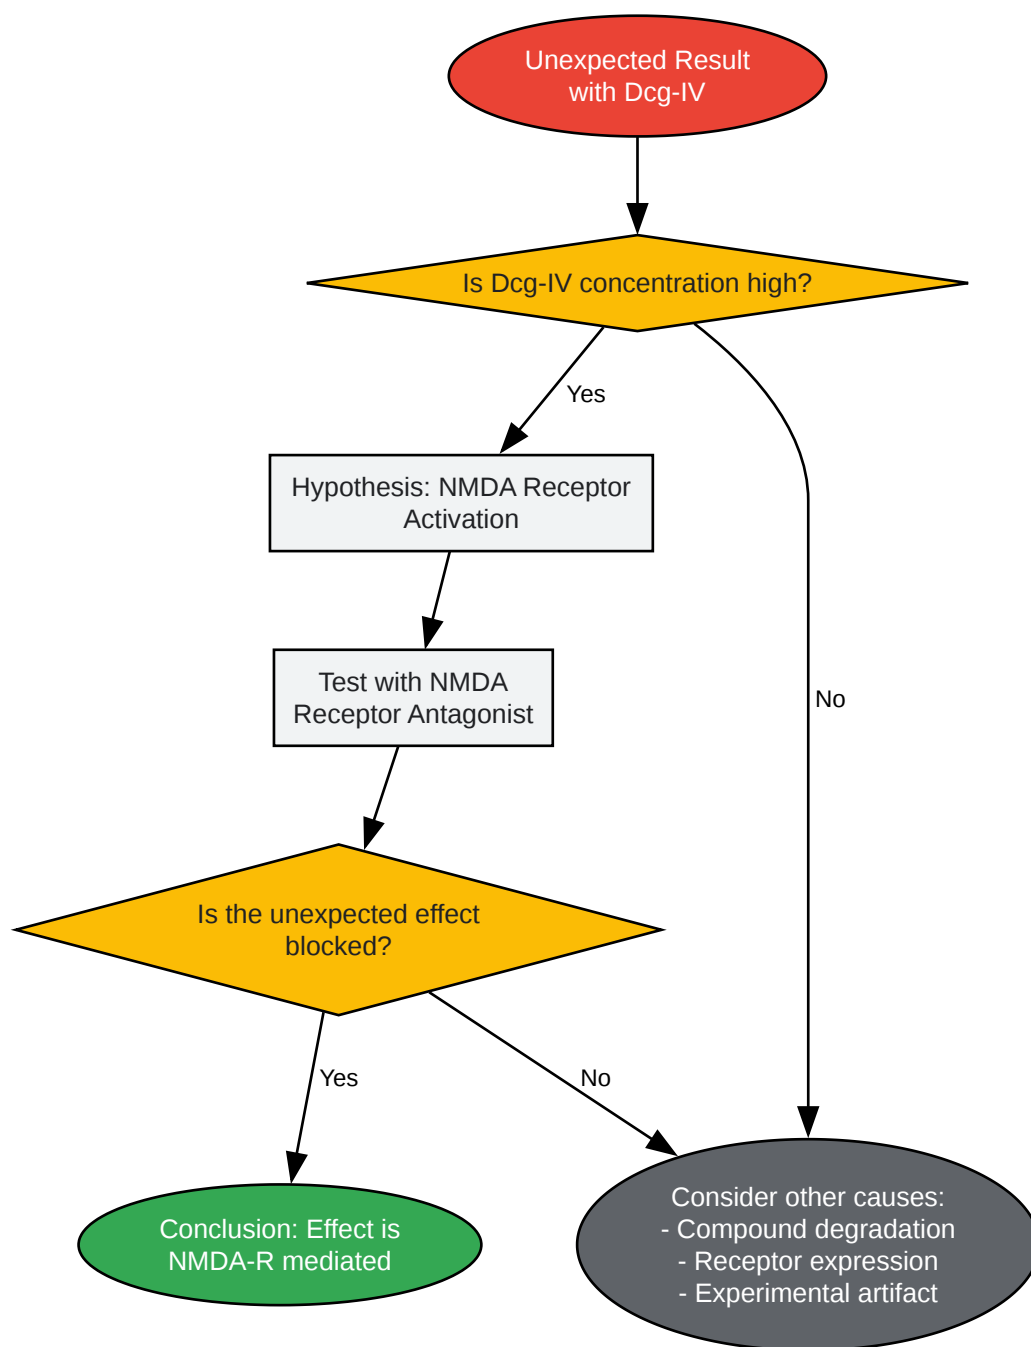 Unexpected Result
with Dcg-IV
Is Dcg-IV concentration high?
Yes
Hypothesis: NMDA Receptor
Activation
Test with NMDA
Receptor Antagonist
No
Is the unexpected effect
blocked?
Yes
No
Conclusion: Effect is
NMDA-R mediated
Consider other causes:
- Compound degradation
- Receptor expression
- Experimental artifact